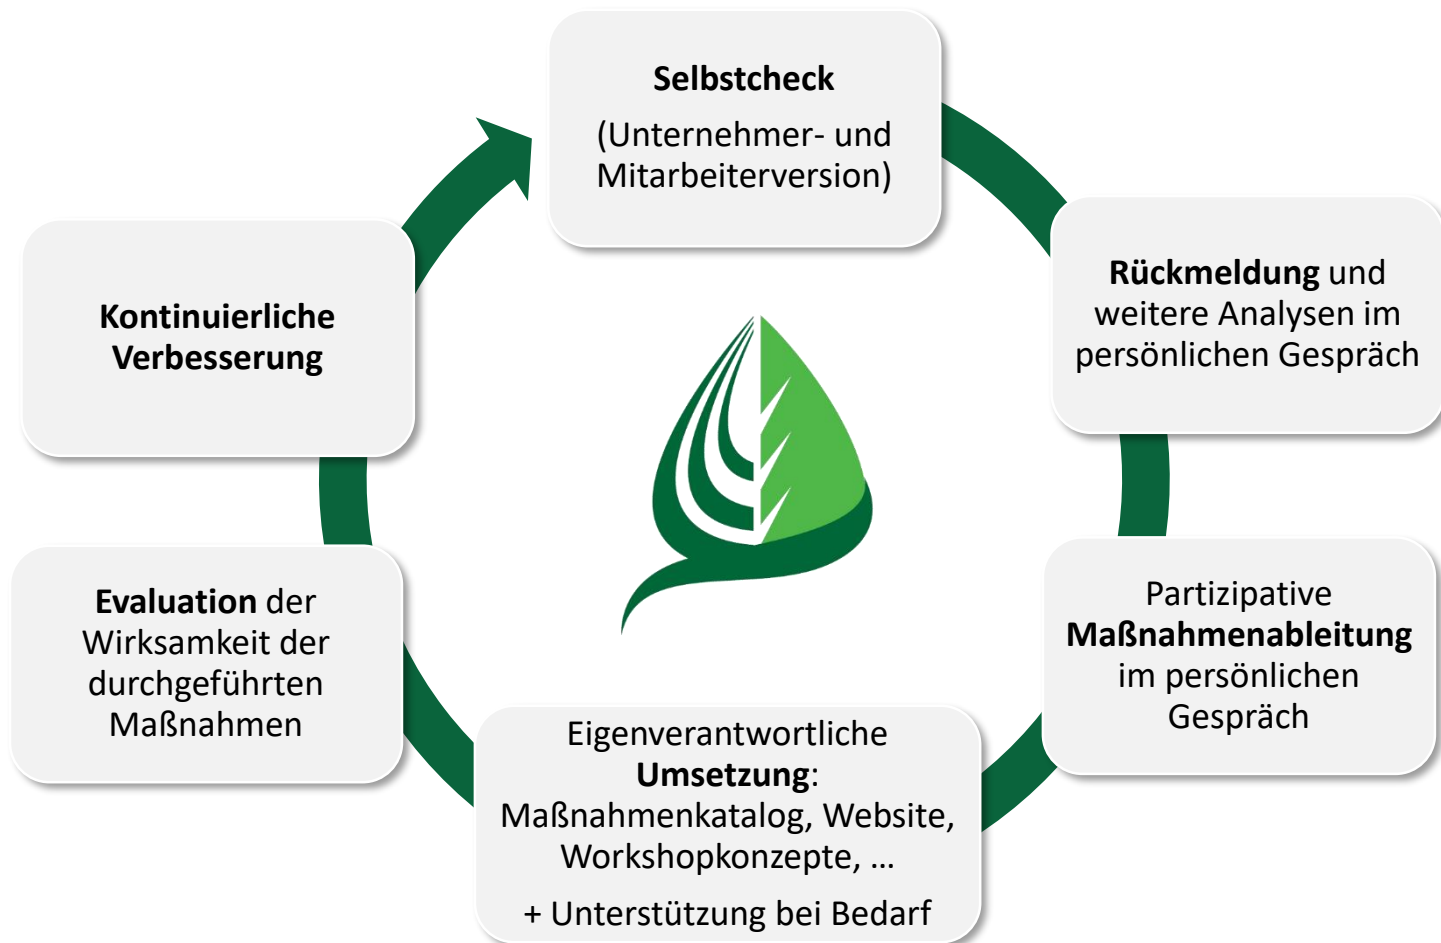 Selbstcheck
(Unternehmer- und
Mitarbeiterversion)
Rückmeldung und
weitere Analysen im
persönlichen Gespräch
Partizipative
Maßnahmenableitung
im persönlichen
Gespräch
Eigenverantwortliche
Umsetzung:
Maßnahmenkatalog, Website,
Workshopkonzepte, …
+ Unterstützung bei Bedarf
Evaluation der
Wirksamkeit der
durchgeführten
Maßnahmen
Kontinuierliche
Verbesserung